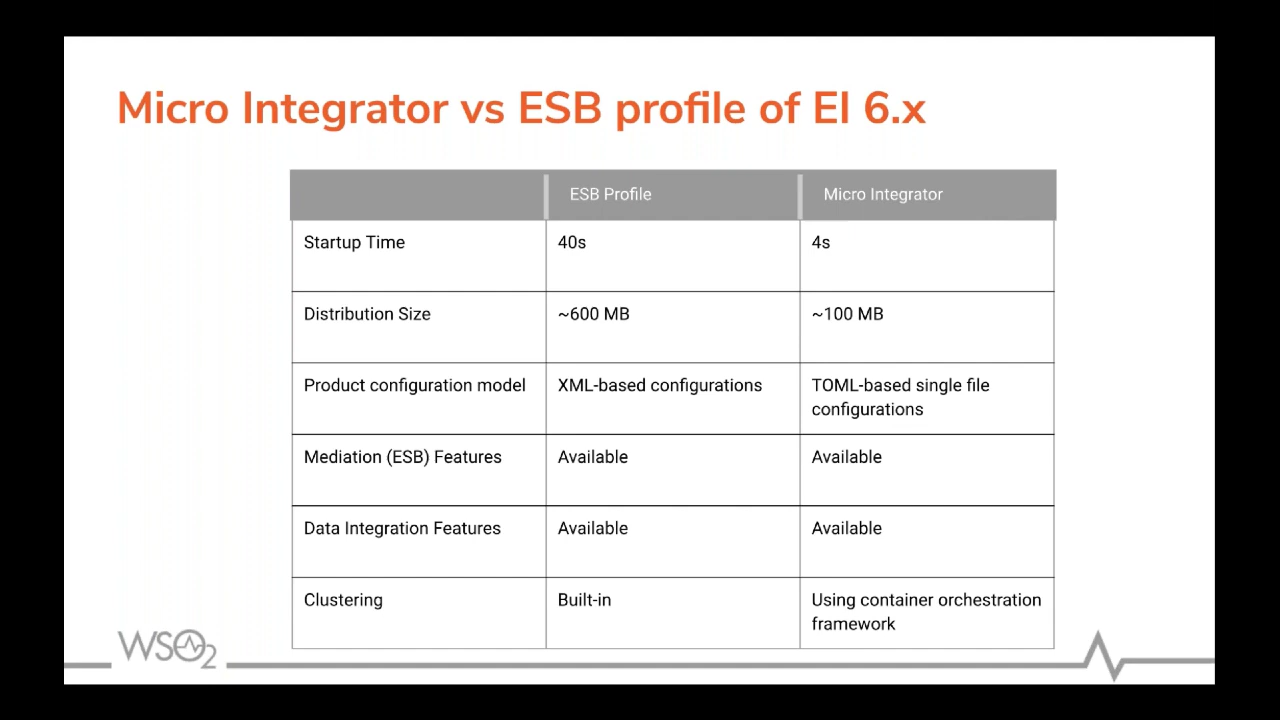 Micro Integrator vs ESB profile of EI 6.x
ESB Profile
Micro Integrator
Startup Time
40s
4s
Distribution Size
~600 MB
~100 MB
Product configuration model
XML-based configurations
TOML-based single file
configurations
Mediation (ESB) Features
Available
Available
Data Integration Features
Available
Available
Clustering
Built-in
Using container orchestration
framework
WSO2